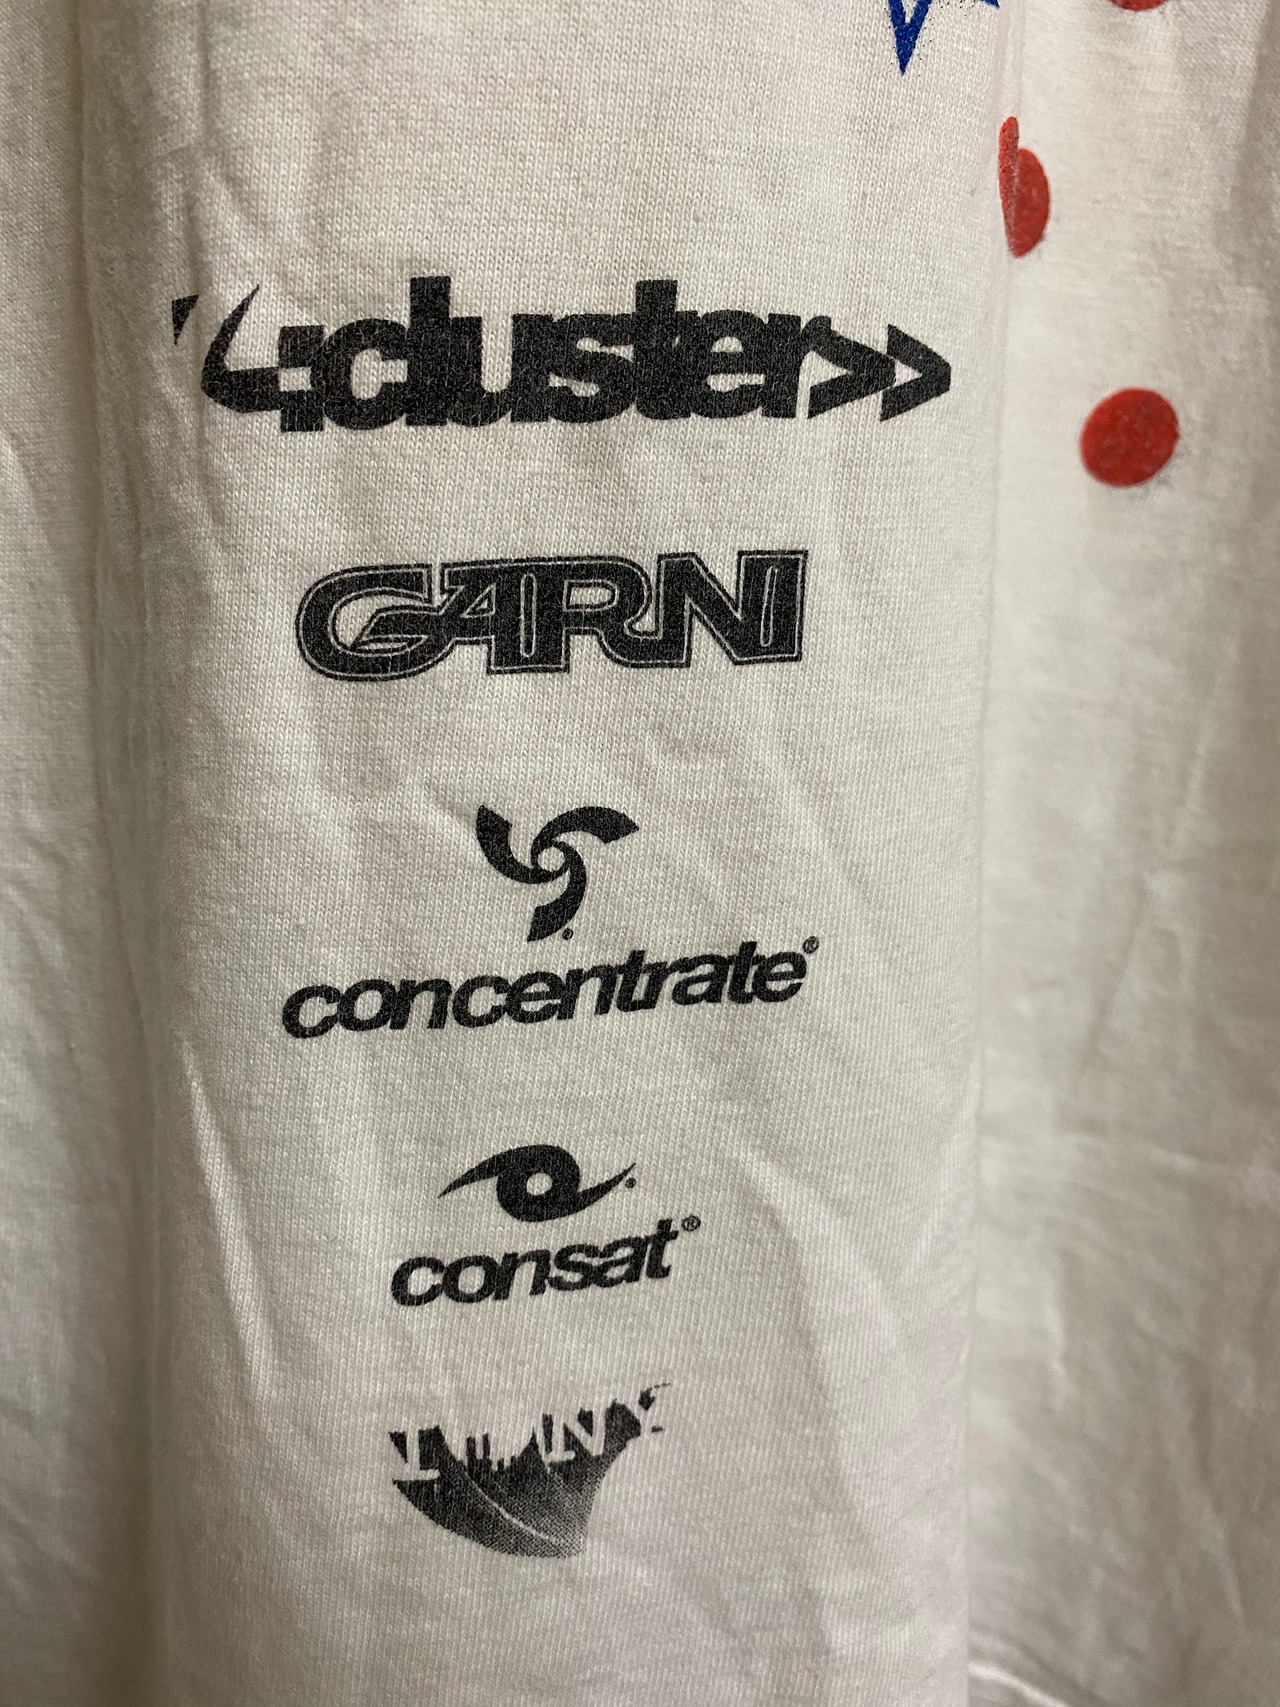 :cluster>>
GARNI
concentrate®
consat®